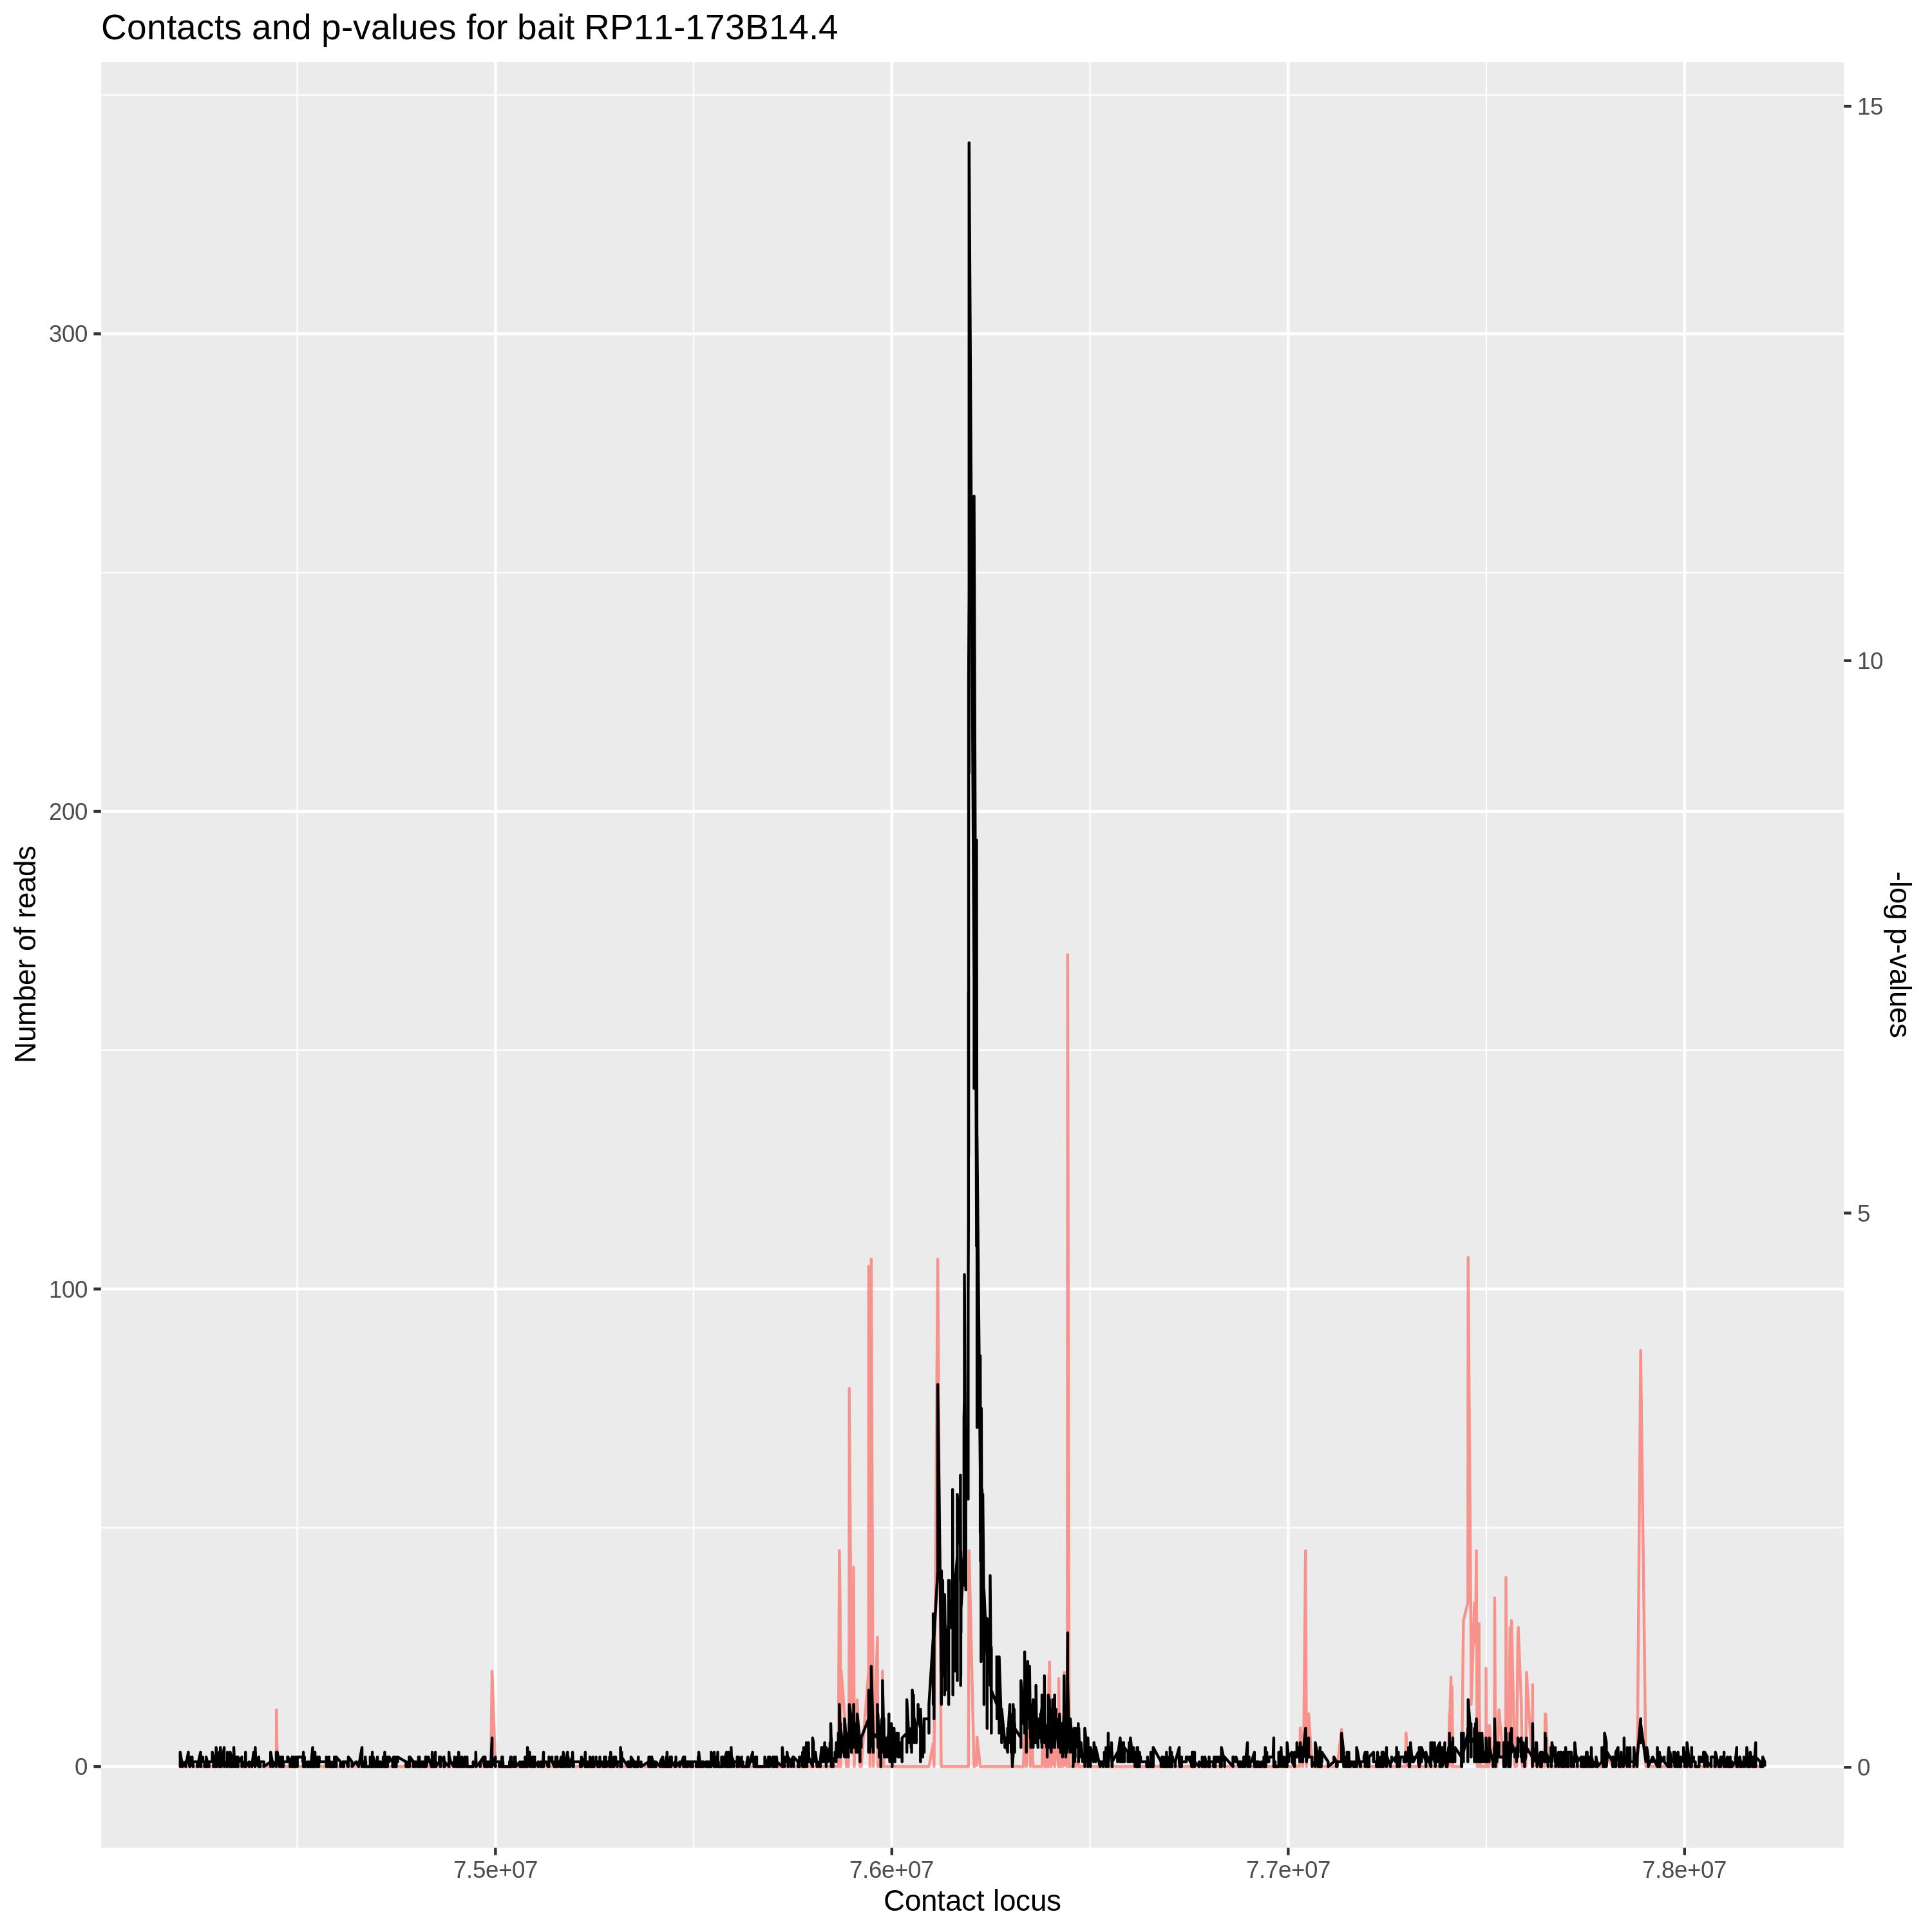 Contacts and p-values for bait RP11-173B14.4
15
300
10
200
Number of reads
-log p-values
5
100
0
0
7.5e+07
7.6e+07
7.7e+07
7.8e+07
Contact locus